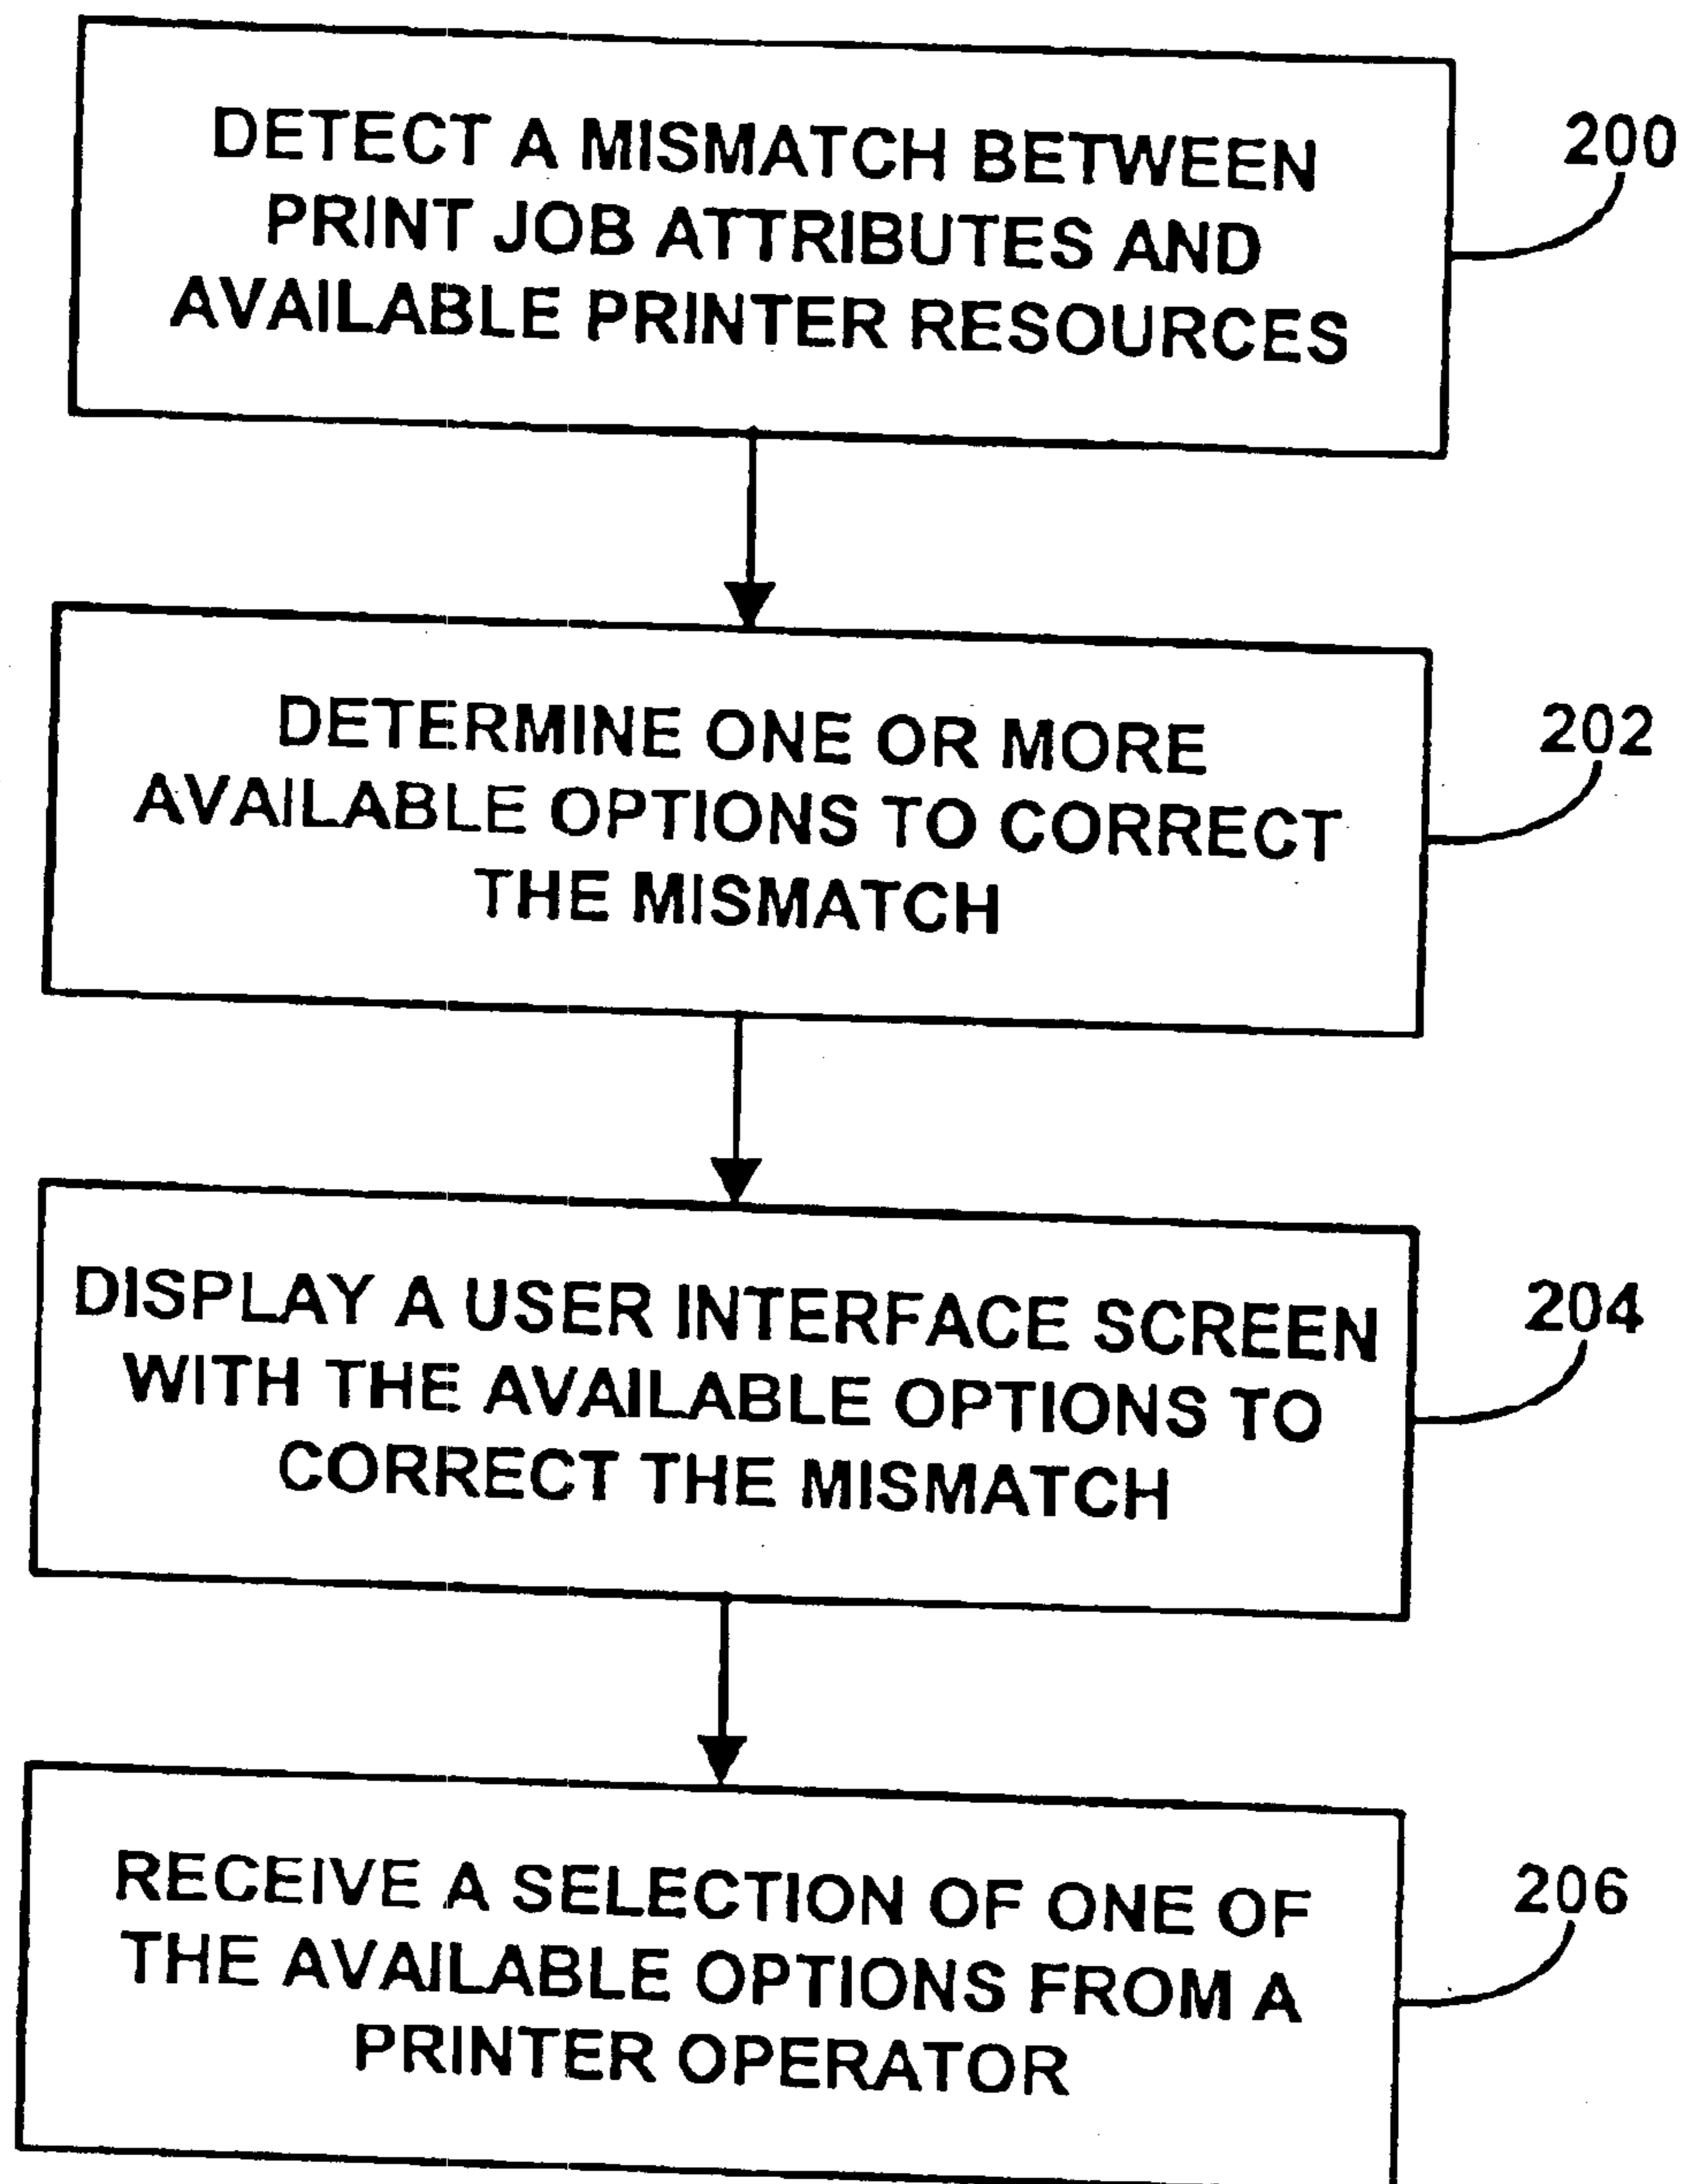 DETECT A MISMATCH BETWEEN
PRINT JOB ATTRIBUTES AND
AVAILABLE PRINTER RESOURCES
200
DETERMINE ONE OR MORE
AVAILABLE OPTIONS TO CORRECT
THE MISMATCH
202
DISPLAY A USER INTERFACE SCREEN
WITH THE AVAILABLE OPTIONS TO
CORRECT THE MISMATCH
204
RECEIVE A SELECTION OF ONE OF
THE AVAILABLE OPTIONS FROM A
PRINTER OPERATOR
206